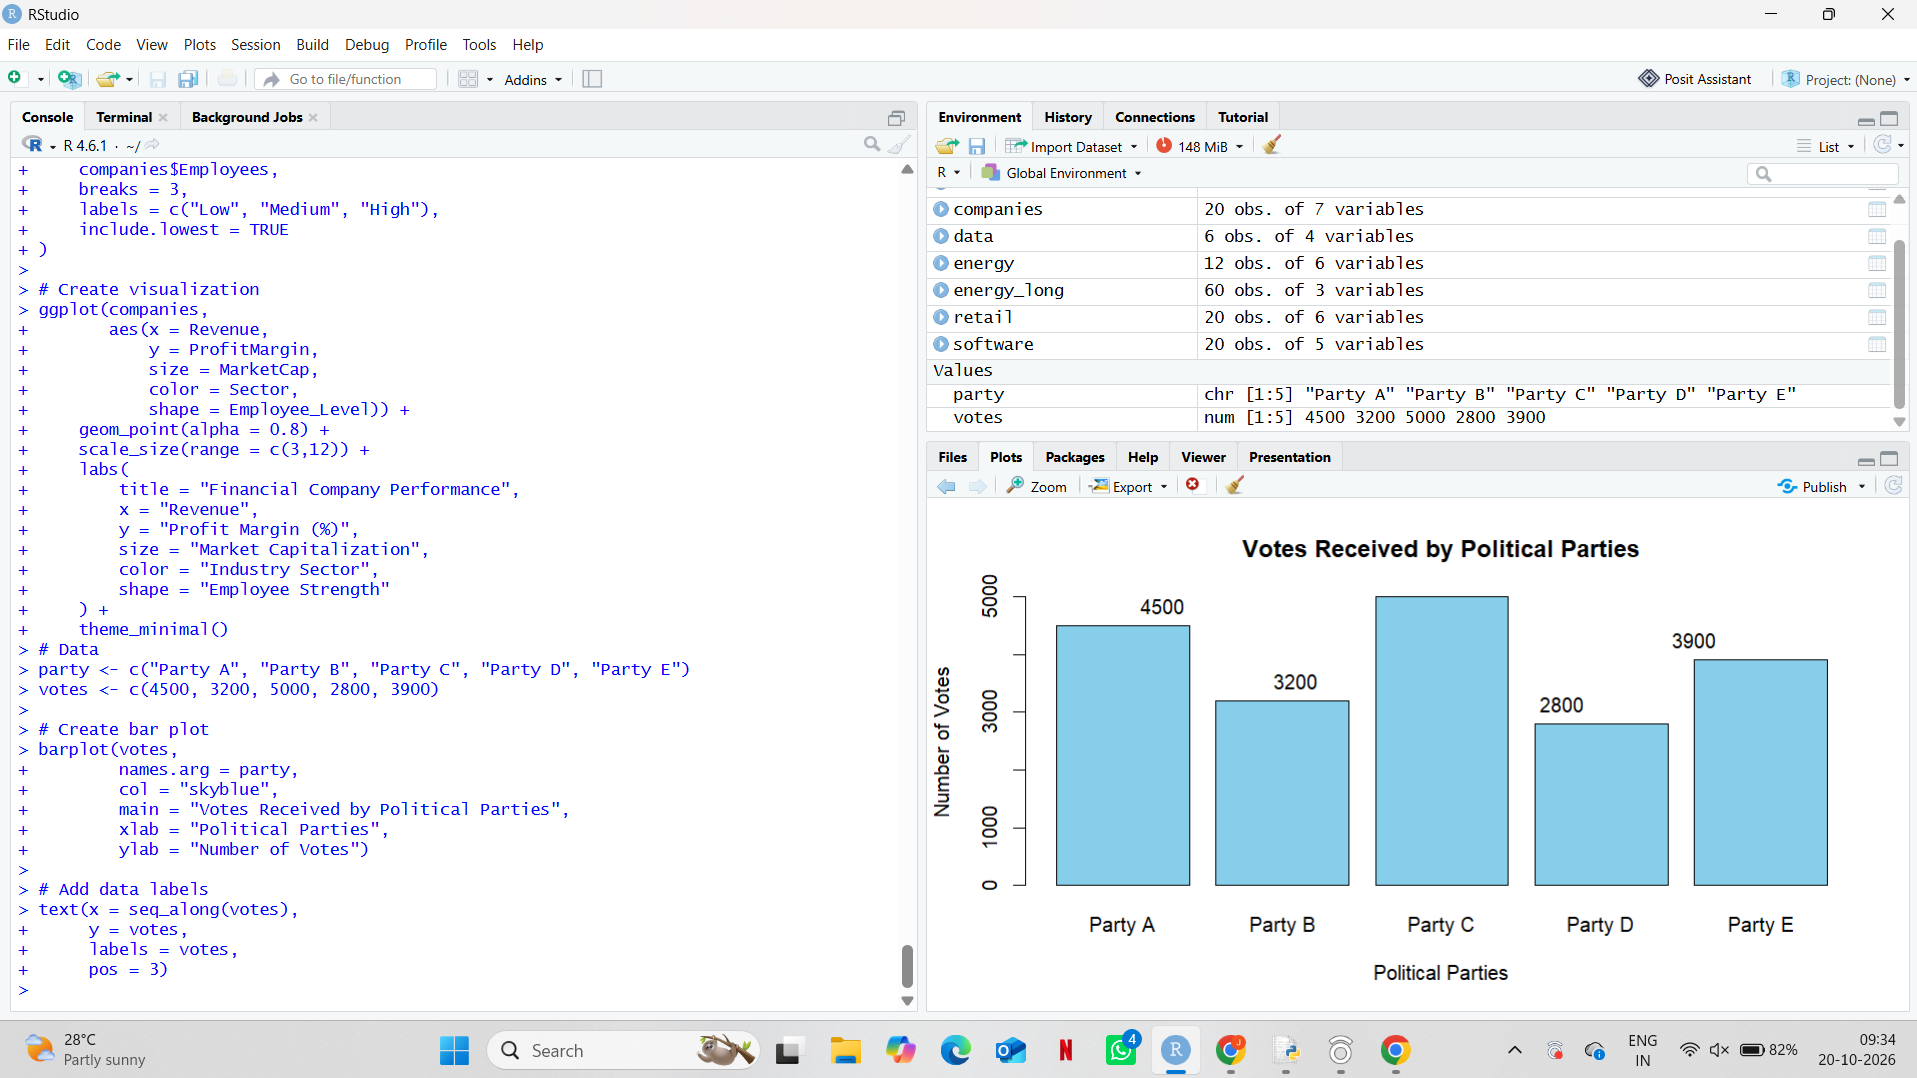 RStudio
File Edit Code View Plots Session Build Debug Profile Tools Help
Go to file/function Addins Posit Assistant Project: (None)
Console Terminal Background Jobs
R 4.6.1 · ~/
+     companies$Employees,
+     breaks = 3,
+     labels = c("Low", "Medium", "High"),
+     include.lowest = TRUE
+ )
>
> # Create visualization
> ggplot(companies,
+        aes(x = Revenue,
+            y = ProfitMargin,
+            size = MarketCap,
+            color = Sector,
+            shape = Employee_Level)) +
+     geom_point(alpha = 0.8) +
+     scale_size(range = c(3,12)) +
+     labs(
+         title = "Financial Company Performance",
+         x = "Revenue",
+         y = "Profit Margin (%)",
+         size = "Market Capitalization",
+         color = "Industry Sector",
+         shape = "Employee Strength"
+     ) +
+     theme_minimal()
> # Data
> party <- c("Party A", "Party B", "Party C", "Party D", "Party E")
> votes <- c(4500, 3200, 5000, 2800, 3900)
>
> # Create bar plot
> barplot(votes,
+         names.arg = party,
+         col = "skyblue",
+         main = "Votes Received by Political Parties",
+         xlab = "Political Parties",
+         ylab = "Number of Votes")
>
> # Add data labels
> text(x = seq_along(votes),
+      y = votes,
+      labels = votes,
+      pos = 3)
>
Environment History Connections Tutorial
Import Dataset 148 MiB List
R Global Environment
companies 20 obs. of 7 variables
data 6 obs. of 4 variables
energy 12 obs. of 6 variables
energy_long 60 obs. of 3 variables
retail 20 obs. of 6 variables
software 20 obs. of 5 variables
Values
party chr [1:5] "Party A" "Party B" "Party C" "Party D" "Party E"
votes num [1:5] 4500 3200 5000 2800 3900
Files Plots Packages Help Viewer Presentation
Zoom Export Publish
Votes Received by Political Parties
Number of Votes
5000
3000
1000
0
4500
3200
2800
3900
Party A Party B Party C Party D Party E
Political Parties
28°C
Partly sunny
Search
4
ENG
IN
82%
09:34
20-10-2026